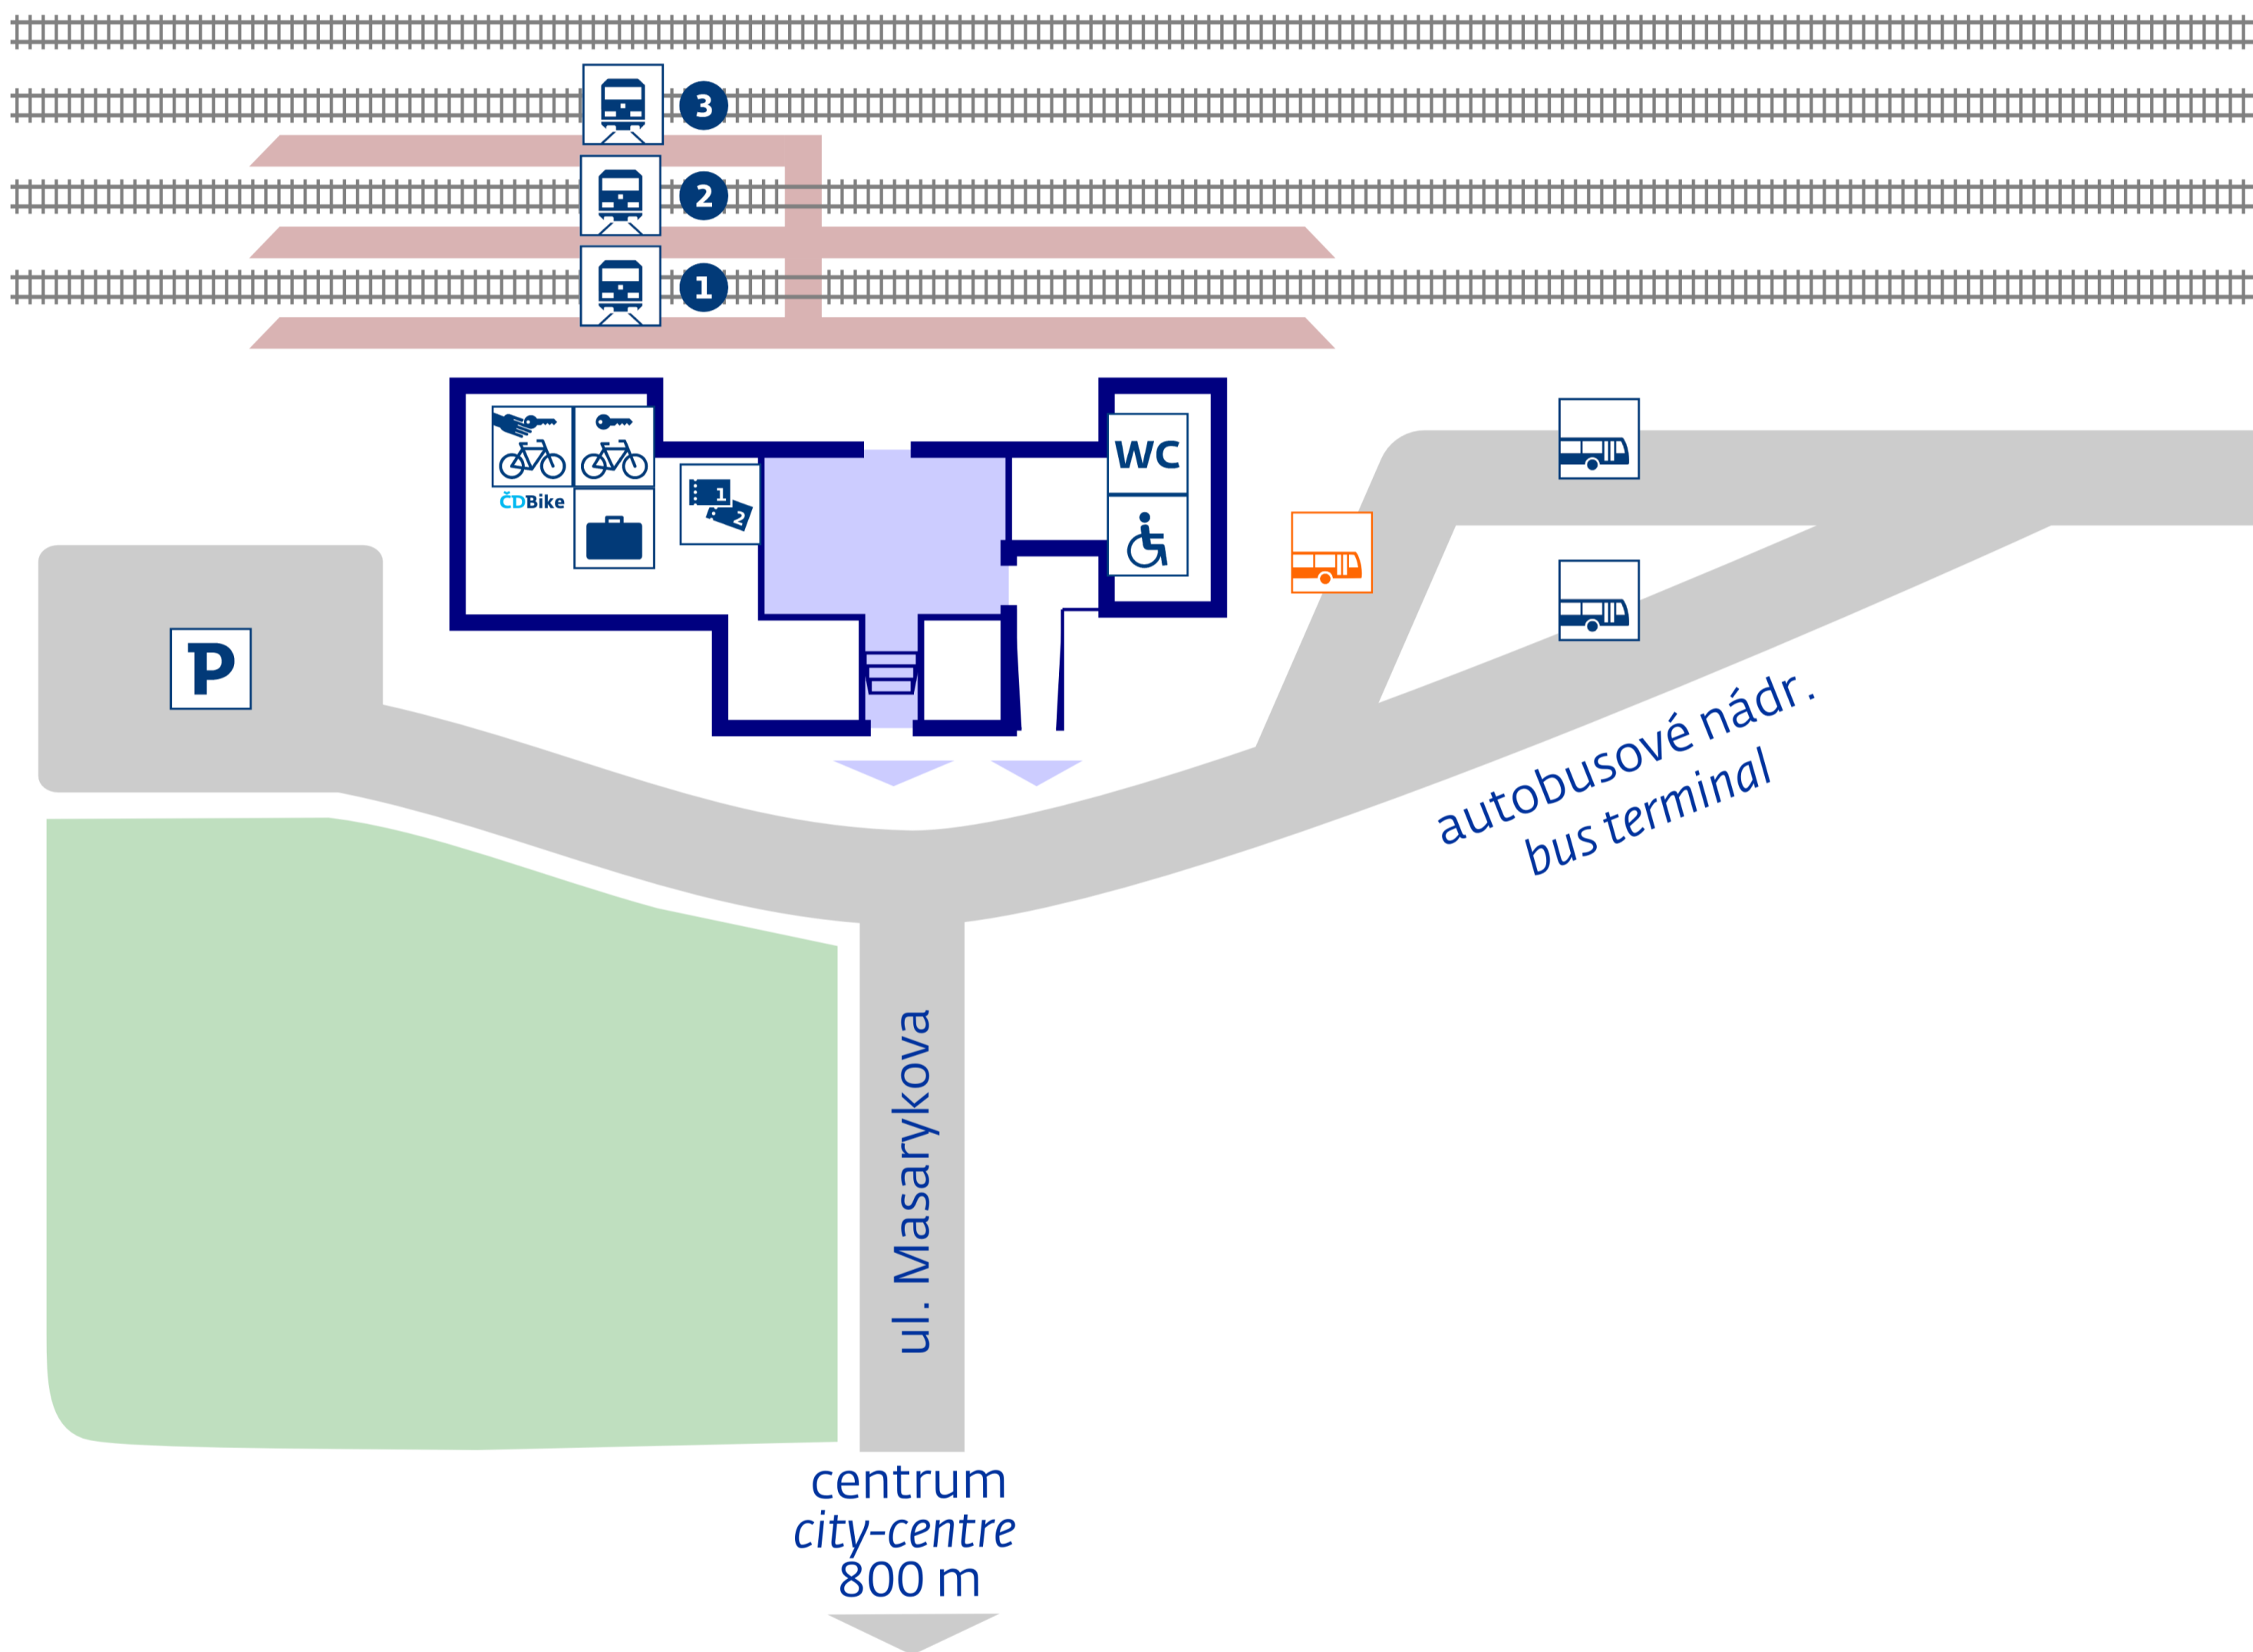 3
2
1
1
2
WC
ČDBike
P
autobusové nádr.
bus terminal
ul. Masarykova
centrum
city-centre
800 m